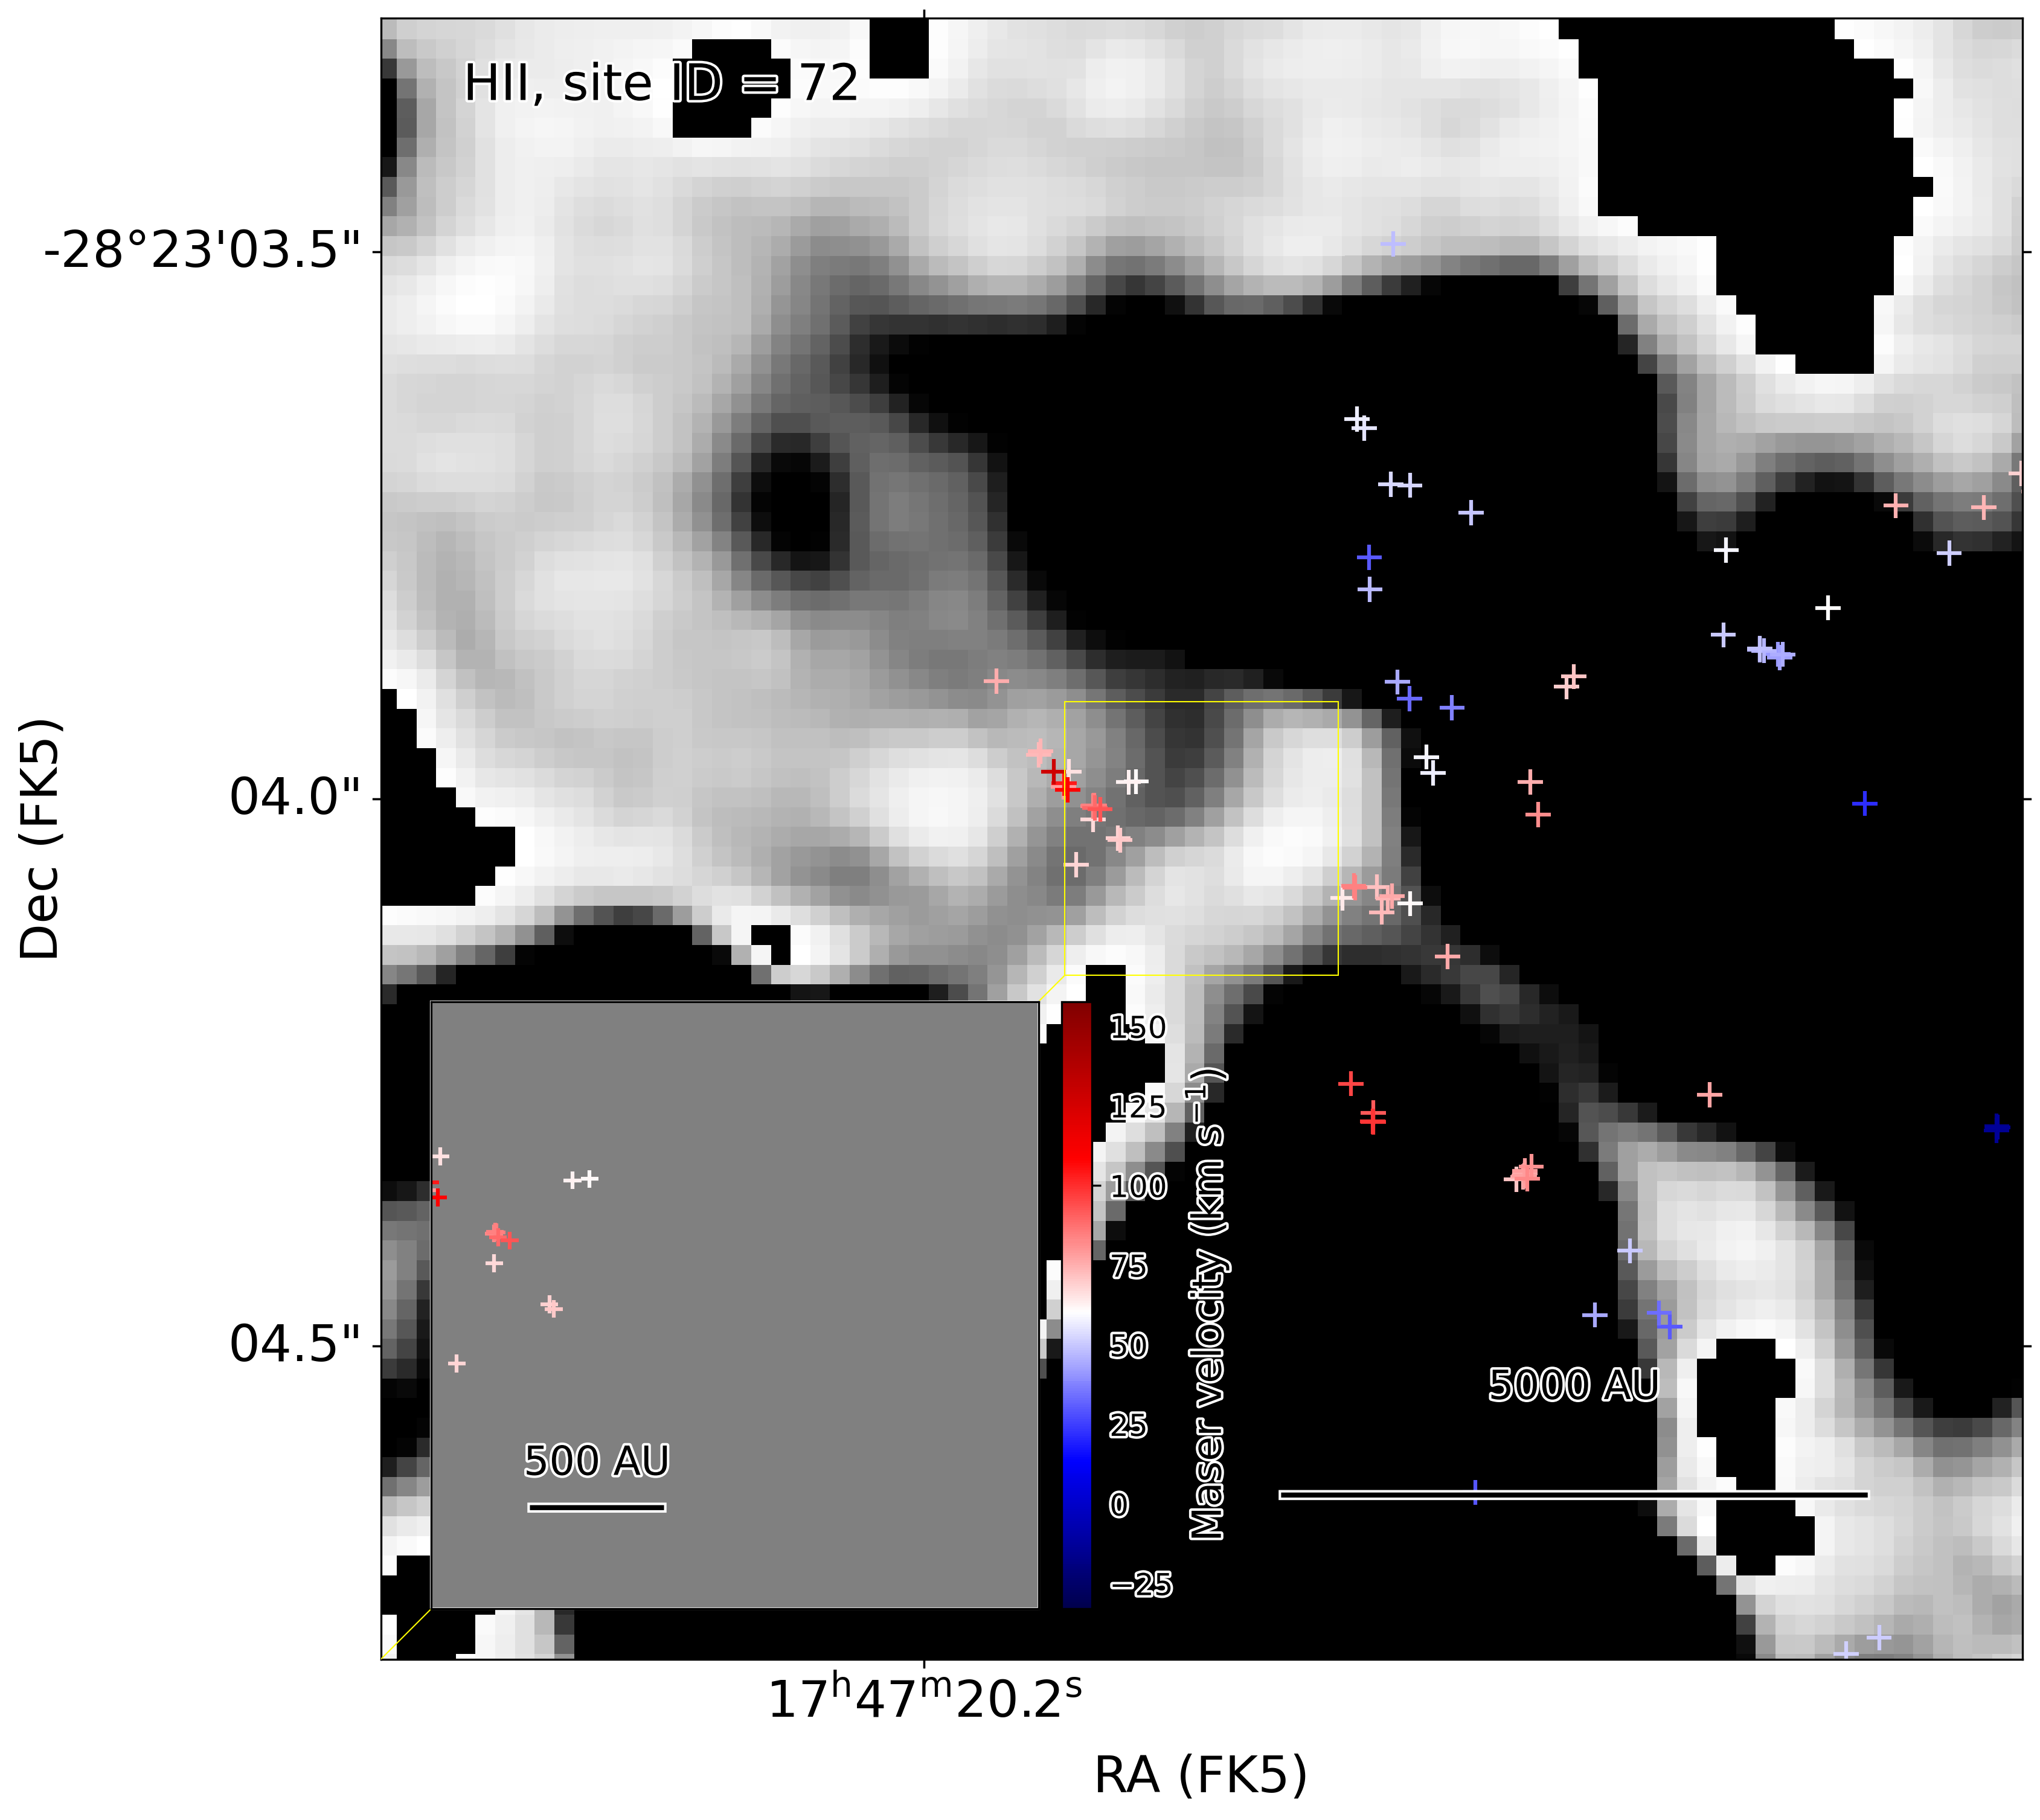 HII, site ID = 72
-28°23'03.5"
04.0"
04.5"
Dec (FK5)
150
125
100
75
50
25
0
−25
Maser velocity (km s⁻¹)
500 AU
5000 AU
17ʰ47ᵐ20.2ˢ
RA (FK5)